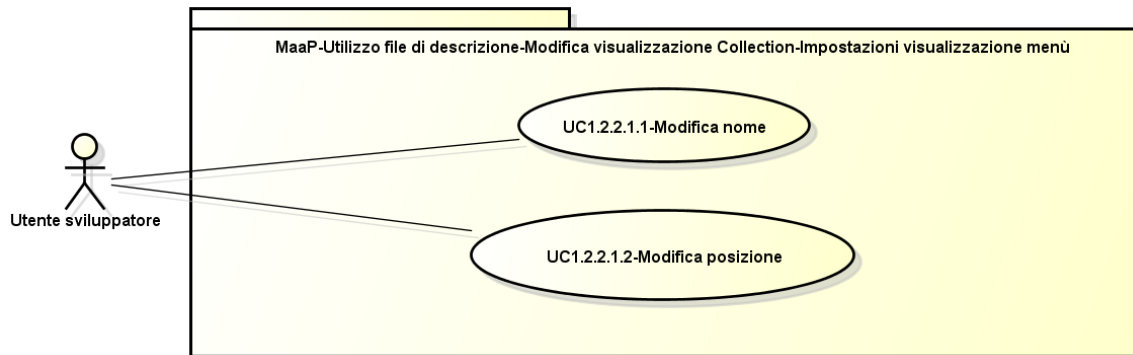 MaaP-Utilizzo file di descrizione-Modifica visualizzazione Collection-Impostazioni visualizzazione menù
UC1.2.2.1.1-Modifica nome
Utente sviluppatore
UC1.2.2.1.2-Modifica posizione